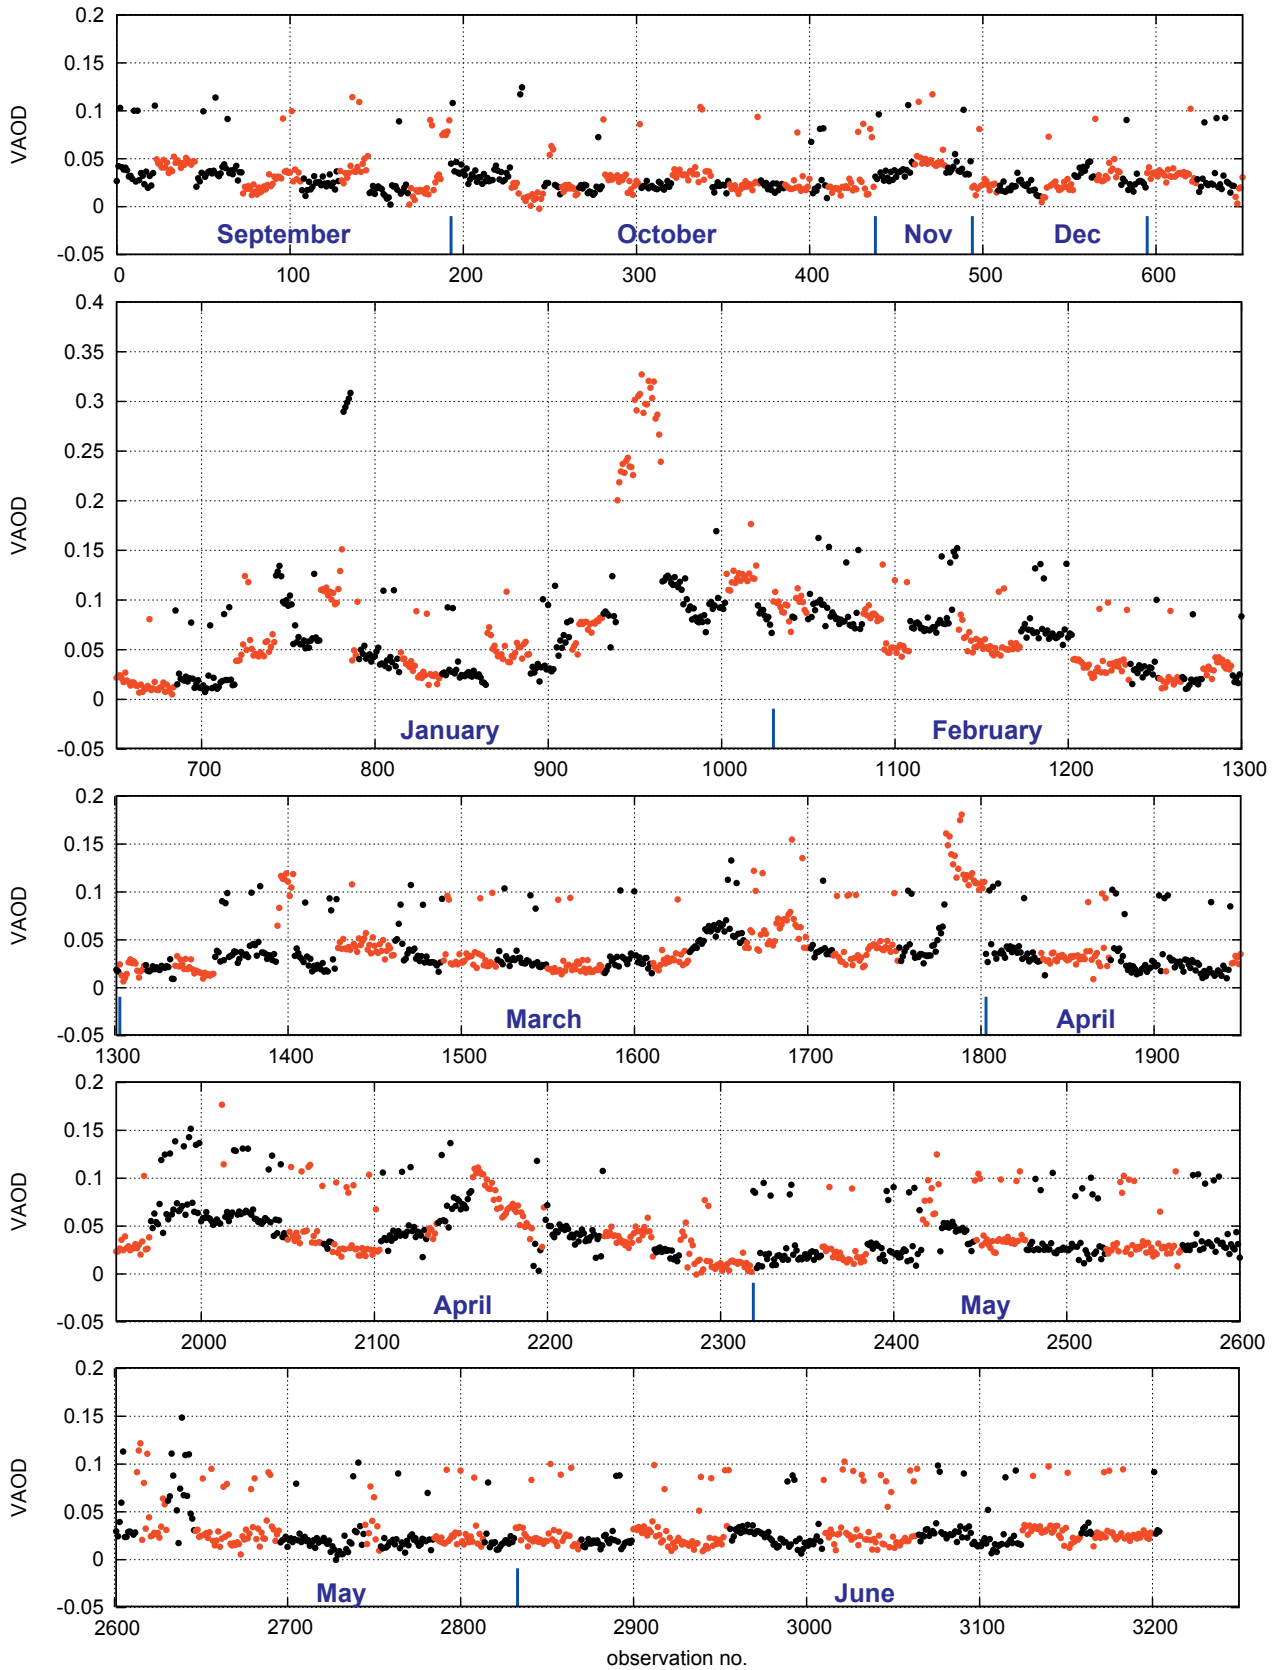 0.2
0.15
0.1
0.05
0
-0.05
VAOD
September October Nov Dec
0 100 200 300 400 500 600
0.4
0.35
0.3
0.25
0.2
0.15
0.1
0.05
0
-0.05
VAOD
January February
700 800 900 1000 1100 1200 1300
0.2
0.15
0.1
0.05
0
-0.05
VAOD
March April
1300 1400 1500 1600 1700 1800 1900
0.2
0.15
0.1
0.05
0
-0.05
VAOD
April May
2000 2100 2200 2300 2400 2500 2600
0.2
0.15
0.1
0.05
0
-0.05
VAOD
May June
2600 2700 2800 2900 3000 3100 3200
observation no.